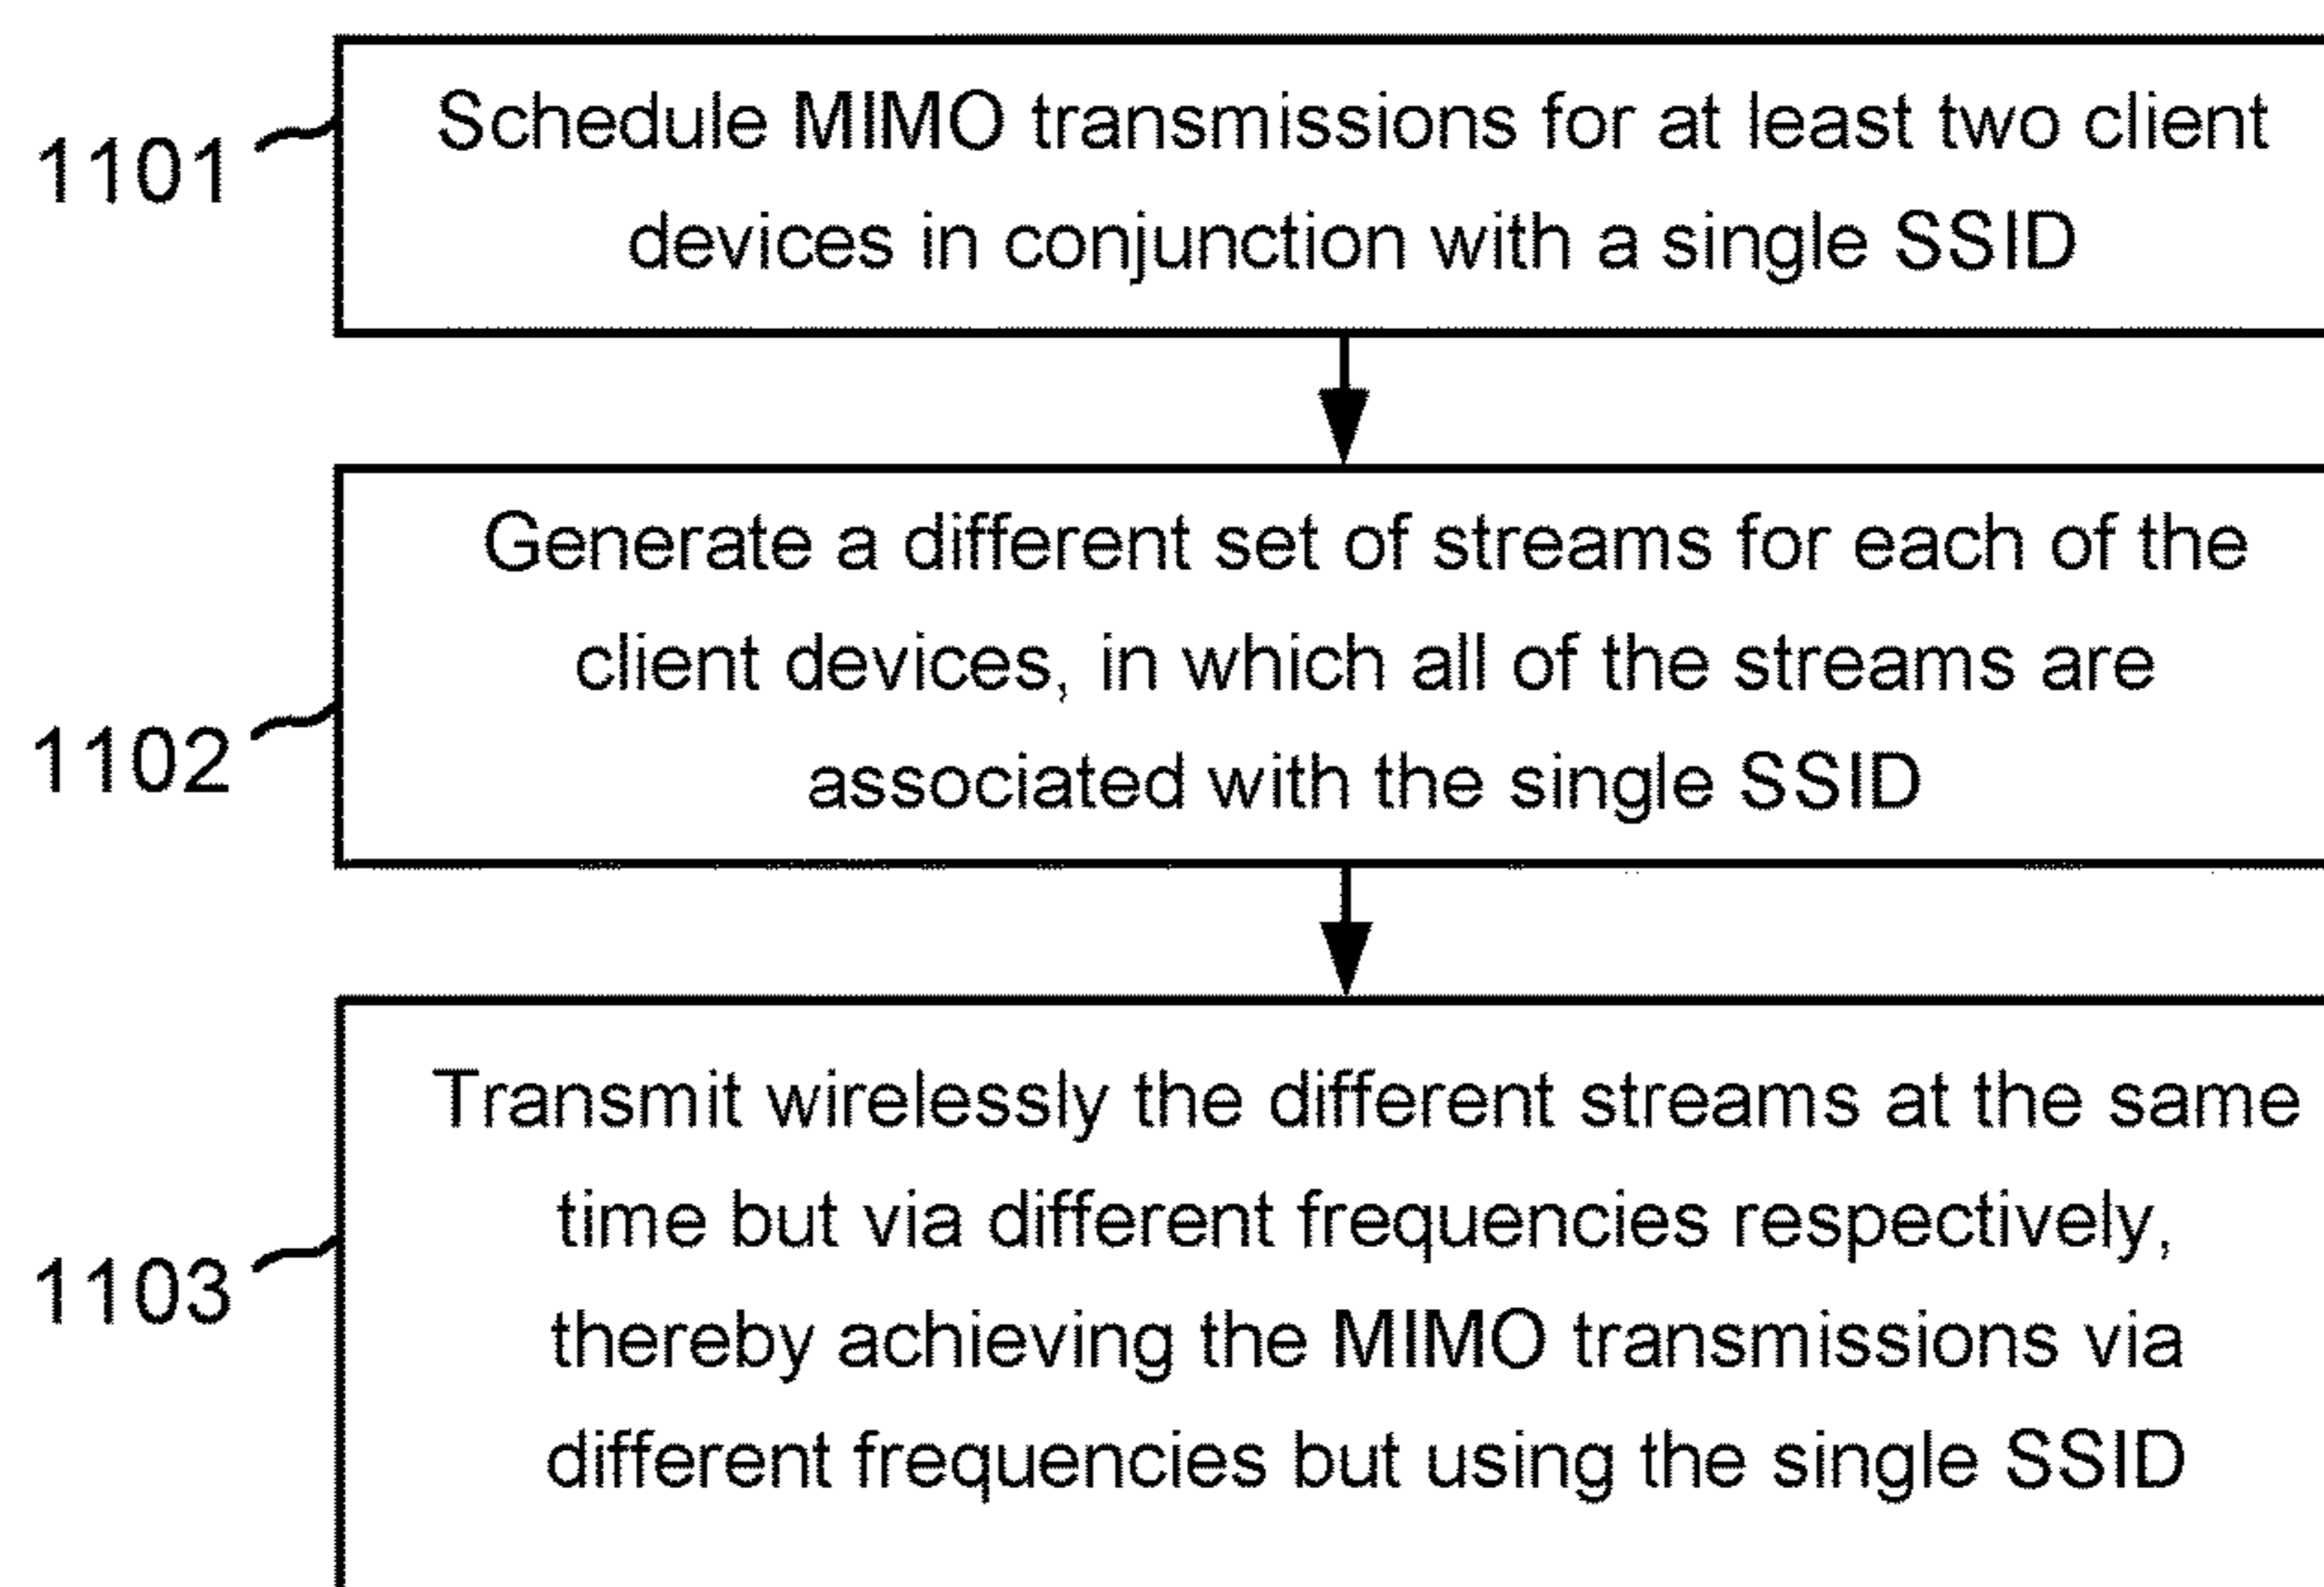 1101
Schedule MIMO transmissions for at least two client
devices in conjunction with a single SSID
Generate a different set of streams for each of the
client devices, in which all of the streams are
1102
associated with the single SSID
Transmit wirelessly the different streams at the same
time but via different frequencies respectively,
1103
thereby achieving the MIMO transmissions via
different frequencies but using the single SSID